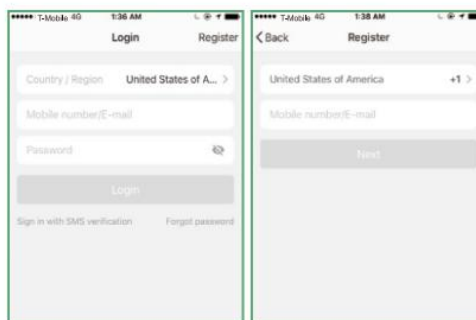 T-Mobile 4G 1:36 AM
Login Register
Country / Region United States of A... >
Mobile number/E-mail
Password
Login
Sign in with SMS verification Forgot password
T-Mobile 4G 1:38 AM
< Back Register
United States of America +1 >
Mobile number/E-mail
Next